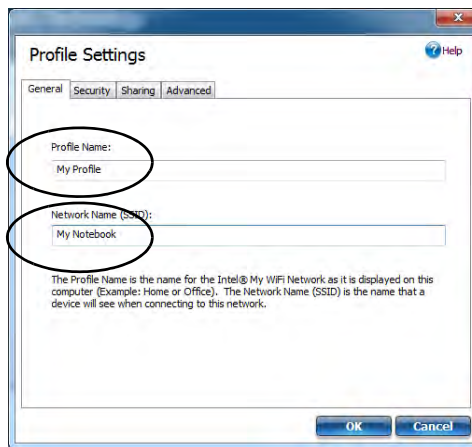 Profile Settings
Help
General Security Sharing Advanced
Profile Name:
My Profile
Network Name (SSID):
My Notebook
The Profile Name is the name for the Intel® My WiFi Network as it is displayed on this
computer (Example: Home or Office). The Network Name (SSID) is the name that a
device will see when connecting to this network.
OK Cancel